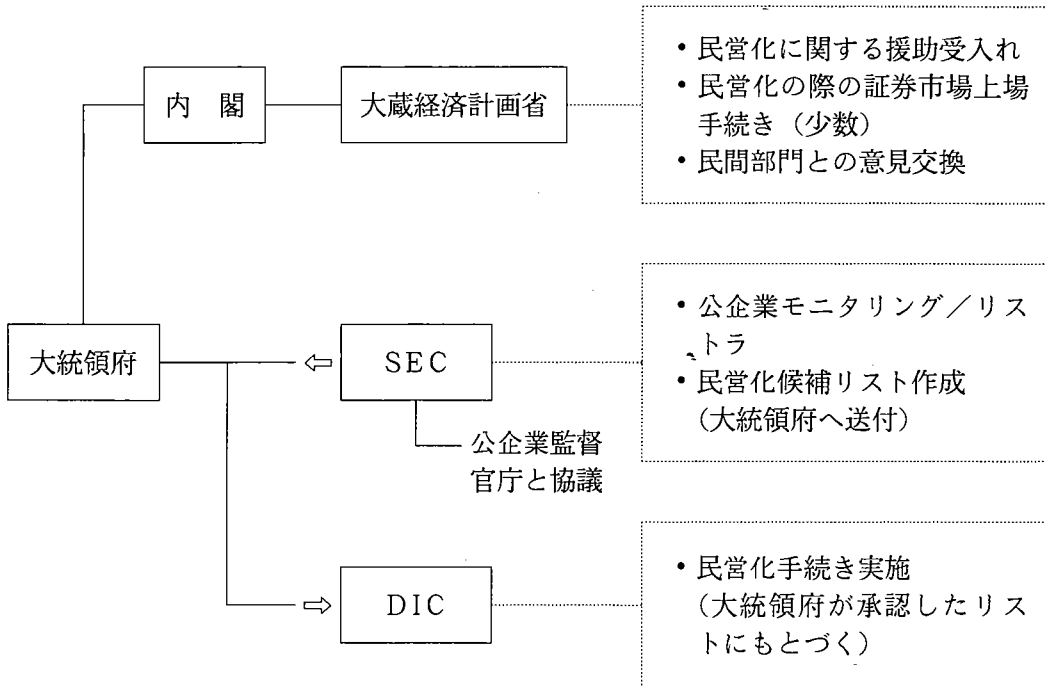 ・民営化に関する援助受入れ
・民営化の際の証券市場上場
手続き（少数）
・民間部門との意見交換
内　閣
大蔵経済計画省
・公企業モニタリング／リス
トラ
・民営化候補リスト作成
（大統領府へ送付）
大統領府
SEC
公企業監督
官庁と協議
・民営化手続き実施
（大統領府が承認したリス
トにもとづく）
DIC